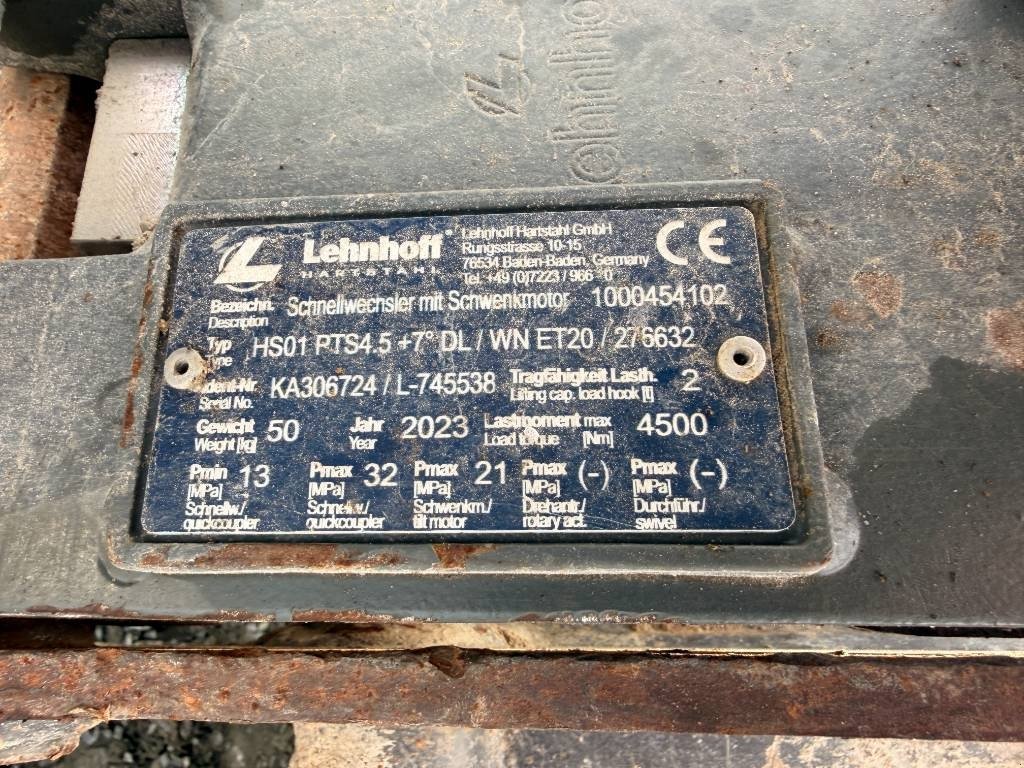 Lehnhoff®
HARTSTAHL
Lehnhoff Hartstahl GmbH
Rungsstrasse 10-15
76534 Baden-Baden, Germany
Tel. +49 (0)7223 / 966 0
CE
Bezeichn. Schnellwechsler mit Schwenkmotor 1000454102
Description
Typ HS01 PTS4.5 +7° DL / WN ET20 / 276632
Type
Ident-Nr. KA306724 / L-745538 Tragfähigkeit Lasth. 2
Serial No. Lifting cap. load hook [t]
Gewicht 50 Jahr 2023 Lastmoment max 4500
Weight [kg] Year Load torque [Nm]
Pmin 13 Pmax 32 Pmax 21 Pmax (-) Pmax (-)
[MPa] [MPa] [MPa] [MPa] [MPa]
Schnellw./ Schnellw./ Schwenkm./ Drehantr./ Durchführ./
quickcoupler quickcoupler tilt motor rotary act. swivel